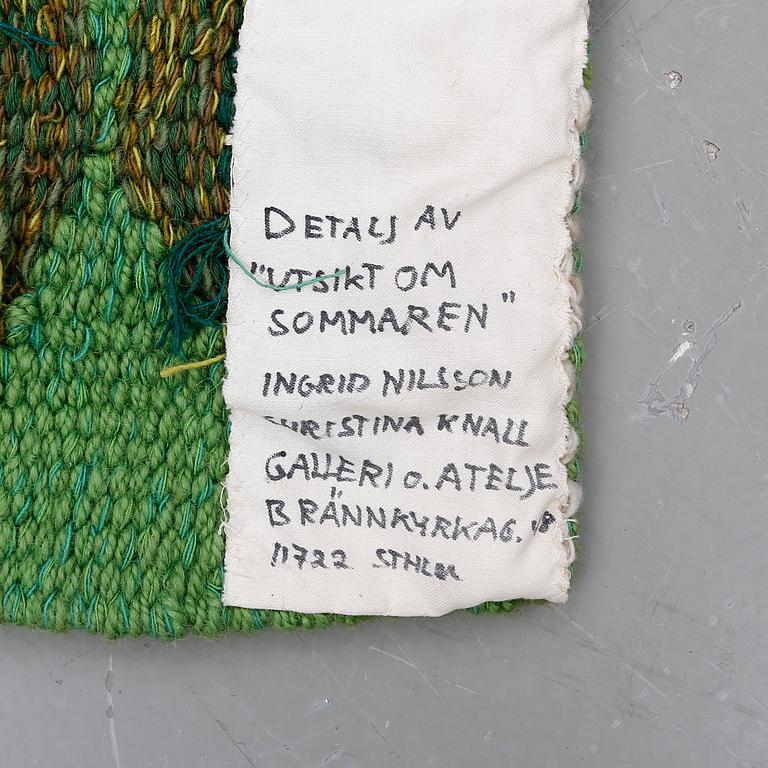 DETALJ AV
"UTSIKT OM
SOMMAREN"
INGRID NILSSON
CHRISTINA KNALL
GALLERI O. ATELJE
BRÄNNKYRKAG.
11722 STHLM